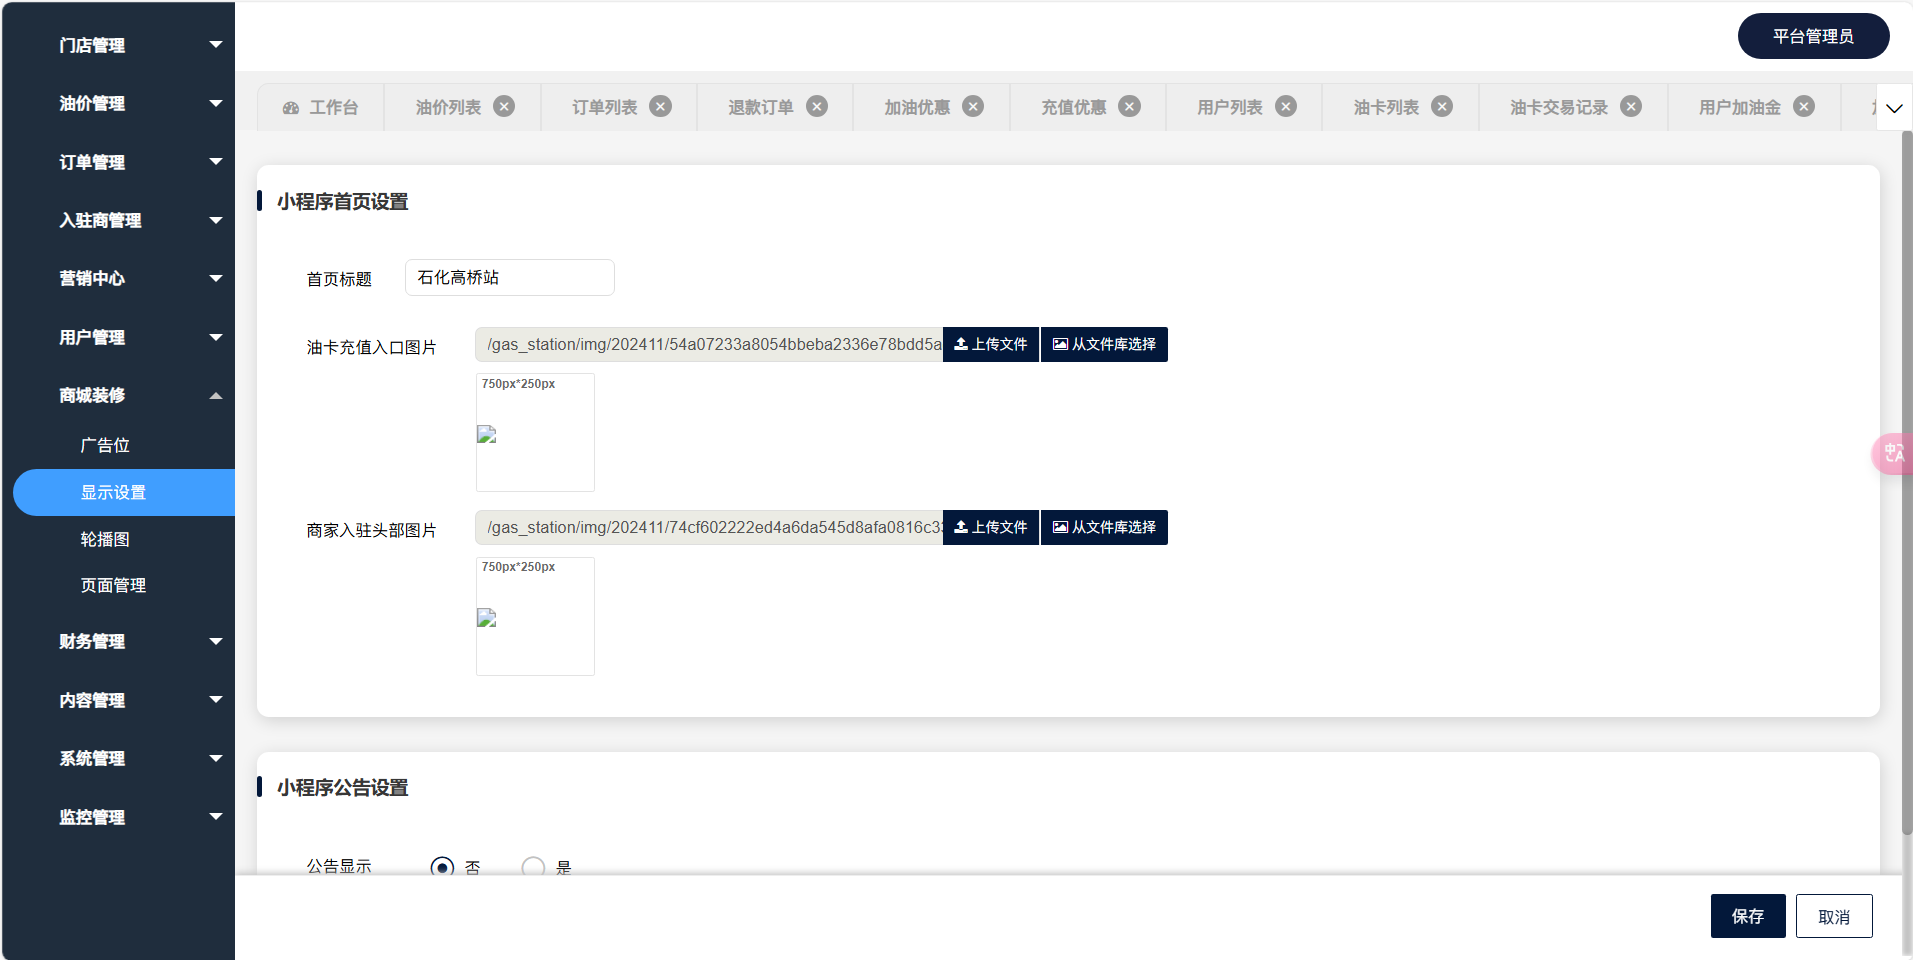 平台管理员
门店管理
油价管理
订单管理
入驻商管理
营销中心
用户管理
商城装修
广告位
显示设置
轮播图
页面管理
财务管理
内容管理
系统管理
监控管理
工作台 油价列表 订单列表 退款订单 加油优惠 充值优惠 用户列表 油卡列表 油卡交易记录 用户加油金
小程序首页设置
首页标题 石化高桥站
油卡充值入口图片 /gas_station/img/202411/54a07233a8054bbeba2336e78bdd5a 上传文件 从文件库选择
750px*250px
商家入驻头部图片 /gas_station/img/202411/74cf602222ed4a6da545d8afa0816c3 上传文件 从文件库选择
750px*250px
小程序公告设置
公告显示 否 是
保存 取消